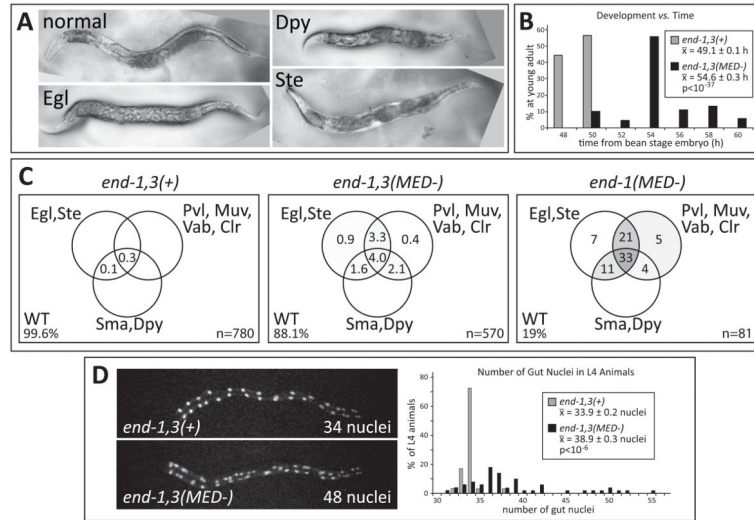 A
normal
Dpy
Egl
Ste
B
Development vs. Time
% at young adult
60
50
40
30
20
10
0
end-1,3(+)
x̄ = 49.1 ± 0.1 h
end-1,3(MED-)
x̄ = 54.6 ± 0.3 h
p<10-37
48 50 52 54 56 58 60
time from bean stage embryo (h)
C
end-1,3(+)
Egl,Ste
Pvl, Muv,
Vab, Clr
0.3
0.1
WT
99.6%
Sma,Dpy
n=780
end-1,3(MED-)
Egl,Ste
Pvl, Muv,
Vab, Clr
0.9 3.3 0.4
4.0
1.6 2.1
WT
88.1%
Sma,Dpy
n=570
end-1(MED-)
Egl,Ste
Pvl, Muv,
Vab, Clr
7 21 5
33
11 4
WT
19%
Sma,Dpy
n=81
D
end-1,3(+)
34 nuclei
end-1,3(MED-)
48 nuclei
Number of Gut Nuclei in L4 Animals
% of L4 animals
80
60
40
20
0
end-1,3(+)
x̄ = 33.9 ± 0.2 nuclei
end-1,3(MED-)
x̄ = 38.9 ± 0.3 nuclei
p<10-6
30 35 40 45 50 55
number of gut nuclei